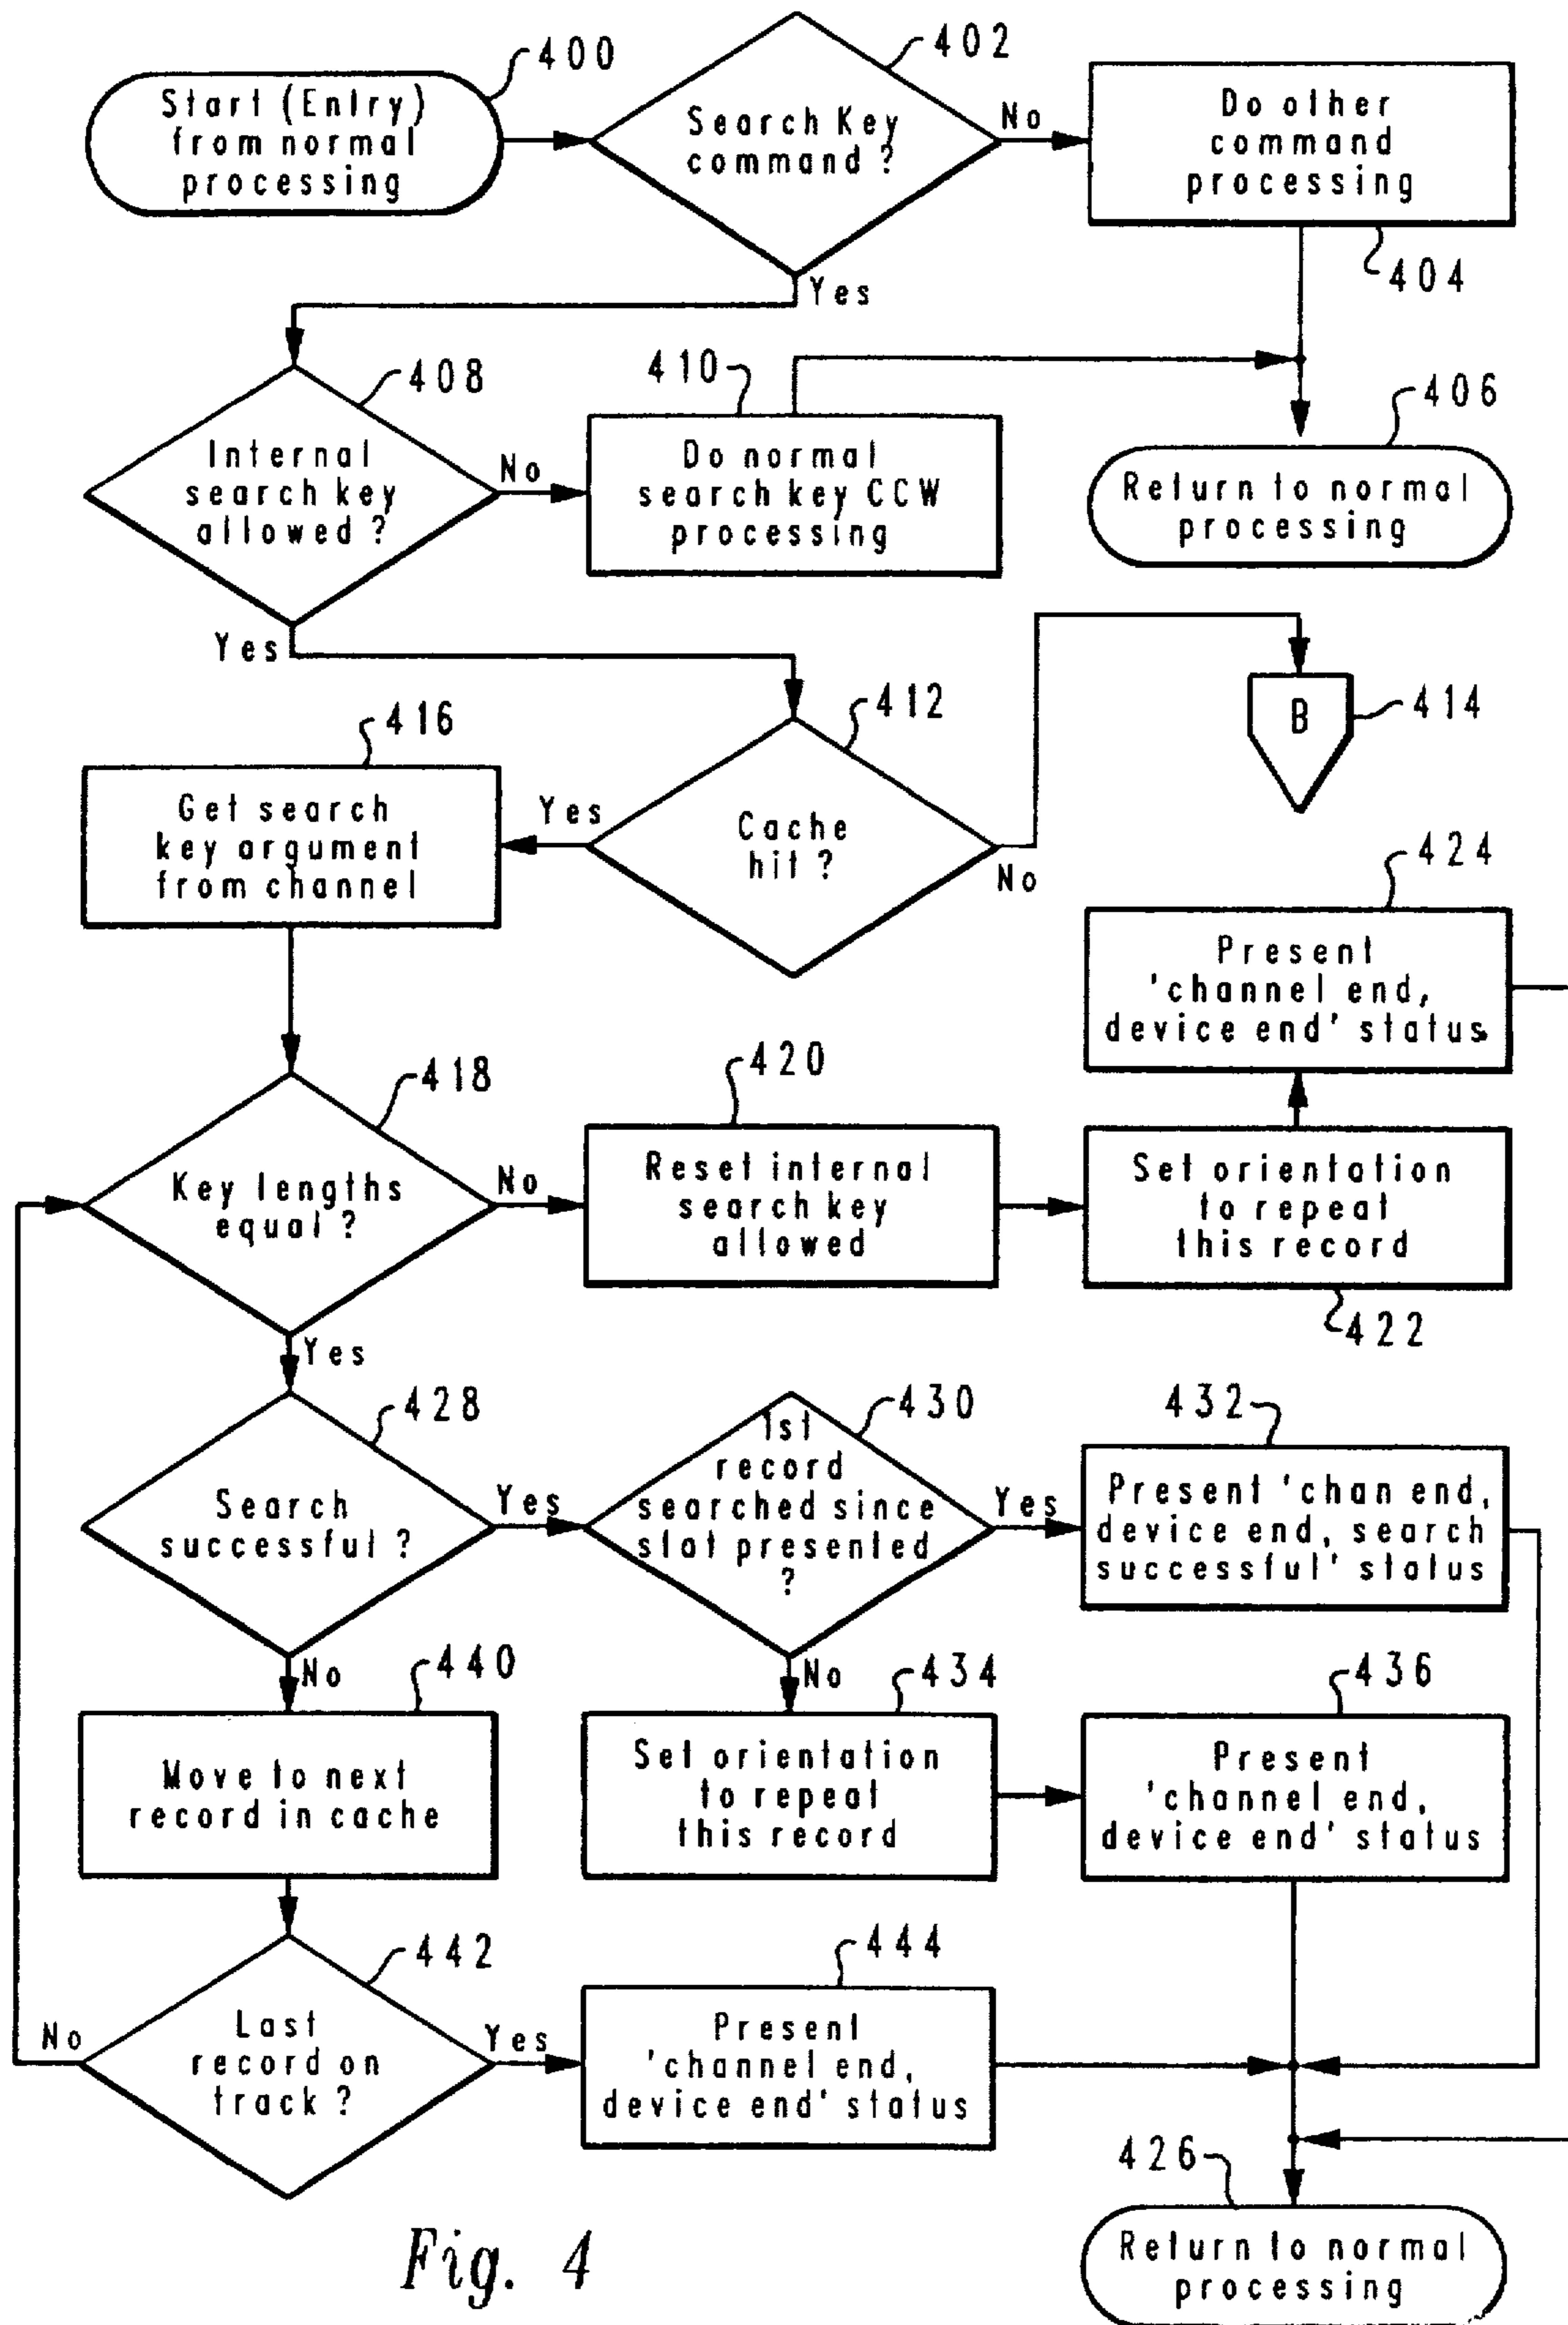 400
Start (Entry)
from normal
processing
402
Search Key
command ?
No
Do other
command
processing
404
Yes
408
Internal
search key
allowed ?
No
410
Do normal
search key CCW
processing
406
Return to normal
processing
Yes
412
Cache
hit ?
No
B
414
Yes
416
Get search
key argument
from channel
424
Present
'channel end,
device end' status
418
Key lengths
equal ?
No
420
Reset internal
search key
allowed
Set orientation
to repeat
this record
422
Yes
428
Search
successful ?
Yes
430
1st
record
searched since
stat presented
?
Yes
432
Present 'chan end,
device end, search
successful' status
No
440
Move to next
record in cache
No
434
Set orientation
to repeat
this record
436
Present
'channel end,
device end' status
442
Last
record on
track ?
No
Yes
444
Present
'channel end,
device end' status
426
Return to normal
processing
Fig. 4